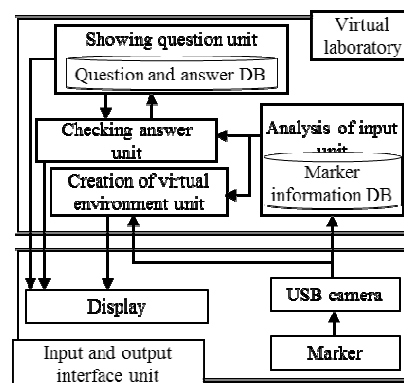 Virtual
laboratory
Showing question unit
Question and answer DB
Checking answer
unit
Analysis of input
unit
Marker
information DB
Creation of virtual
environment unit
Display
USB camera
Marker
Input and output
interface unit